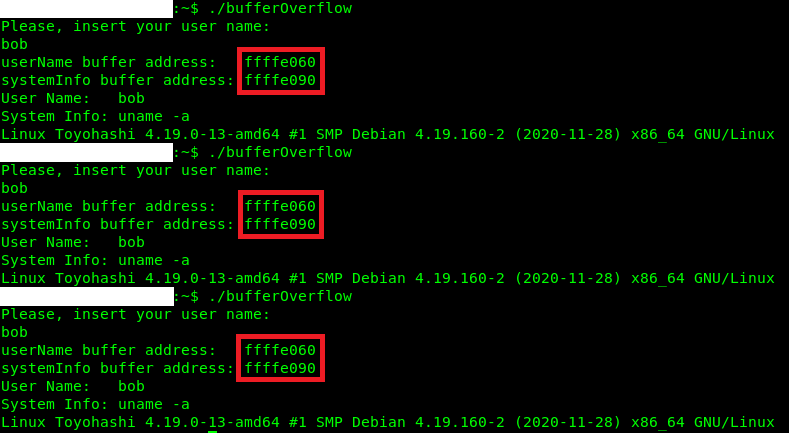 :~$ ./bufferOverflow
Please, insert your user name:
bob
userName buffer address:   ffffe060
systemInfo buffer address: ffffe090
User Name:   bob
System Info: uname -a
Linux Toyohashi 4.19.0-13-amd64 #1 SMP Debian 4.19.160-2 (2020-11-28) x86_64 GNU/Linux
:~$ ./bufferOverflow
Please, insert your user name:
bob
userName buffer address:   ffffe060
systemInfo buffer address: ffffe090
User Name:   bob
System Info: uname -a
Linux Toyohashi 4.19.0-13-amd64 #1 SMP Debian 4.19.160-2 (2020-11-28) x86_64 GNU/Linux
:~$ ./bufferOverflow
Please, insert your user name:
bob
userName buffer address:   ffffe060
systemInfo buffer address: ffffe090
User Name:   bob
System Info: uname -a
Linux Toyohashi 4.19.0-13-amd64 #1 SMP Debian 4.19.160-2 (2020-11-28) x86_64 GNU/Linux